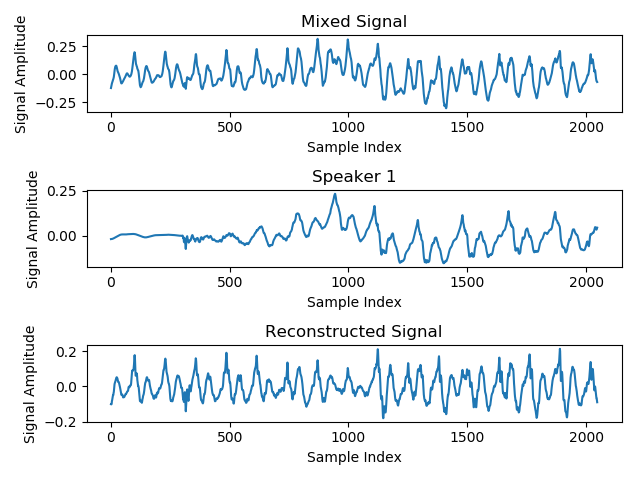 Mixed Signal
Signal Amplitude
0.25
0.00
−0.25
0
500
1000
1500
2000
Sample Index
Speaker 1
Signal Amplitude
0.25
0.00
0
500
1000
1500
2000
Sample Index
Reconstructed Signal
Signal Amplitude
0.2
0.0
−0.2
0
500
1000
1500
2000
Sample Index